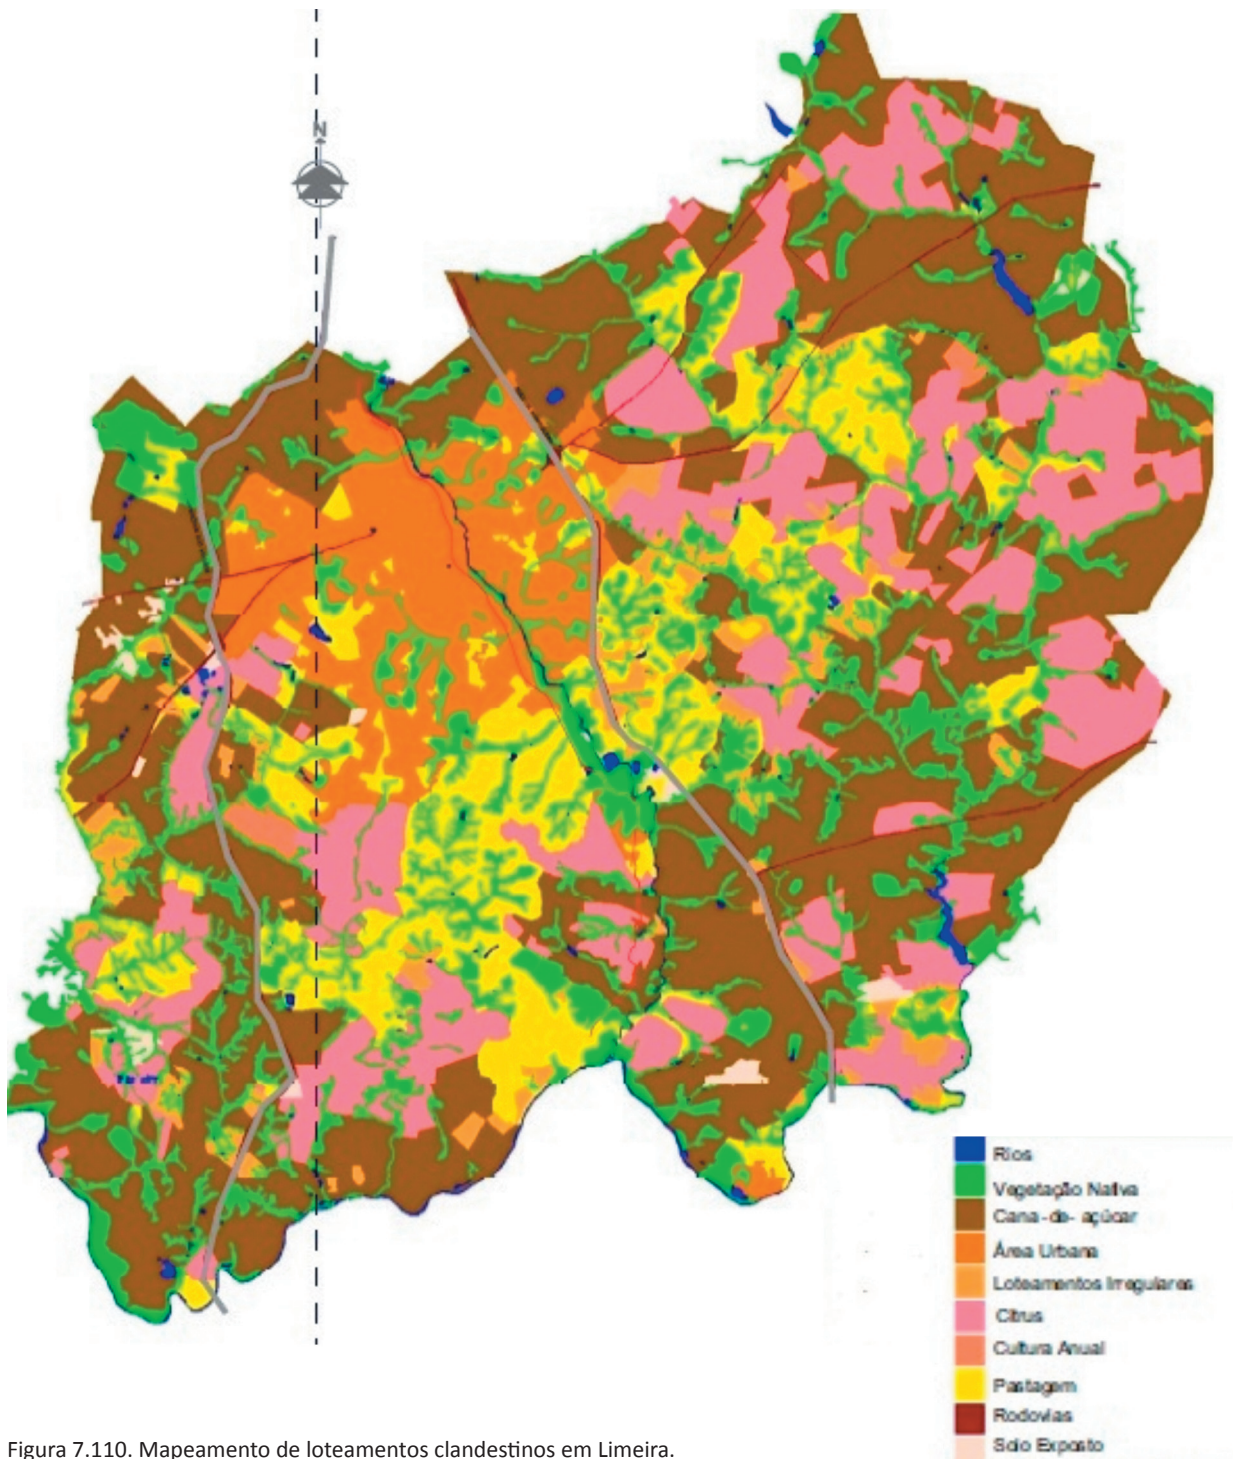 N
Rios
Vegetação Nativa
Cana-de- açúcar
Área Urbana
Loteamentos Irregulares
Citrus
Cultura Anual
Pastagem
Rodovias
Solo Exposto
Figura 7.110. Mapeamento de loteamentos clandestinos em Limeira.